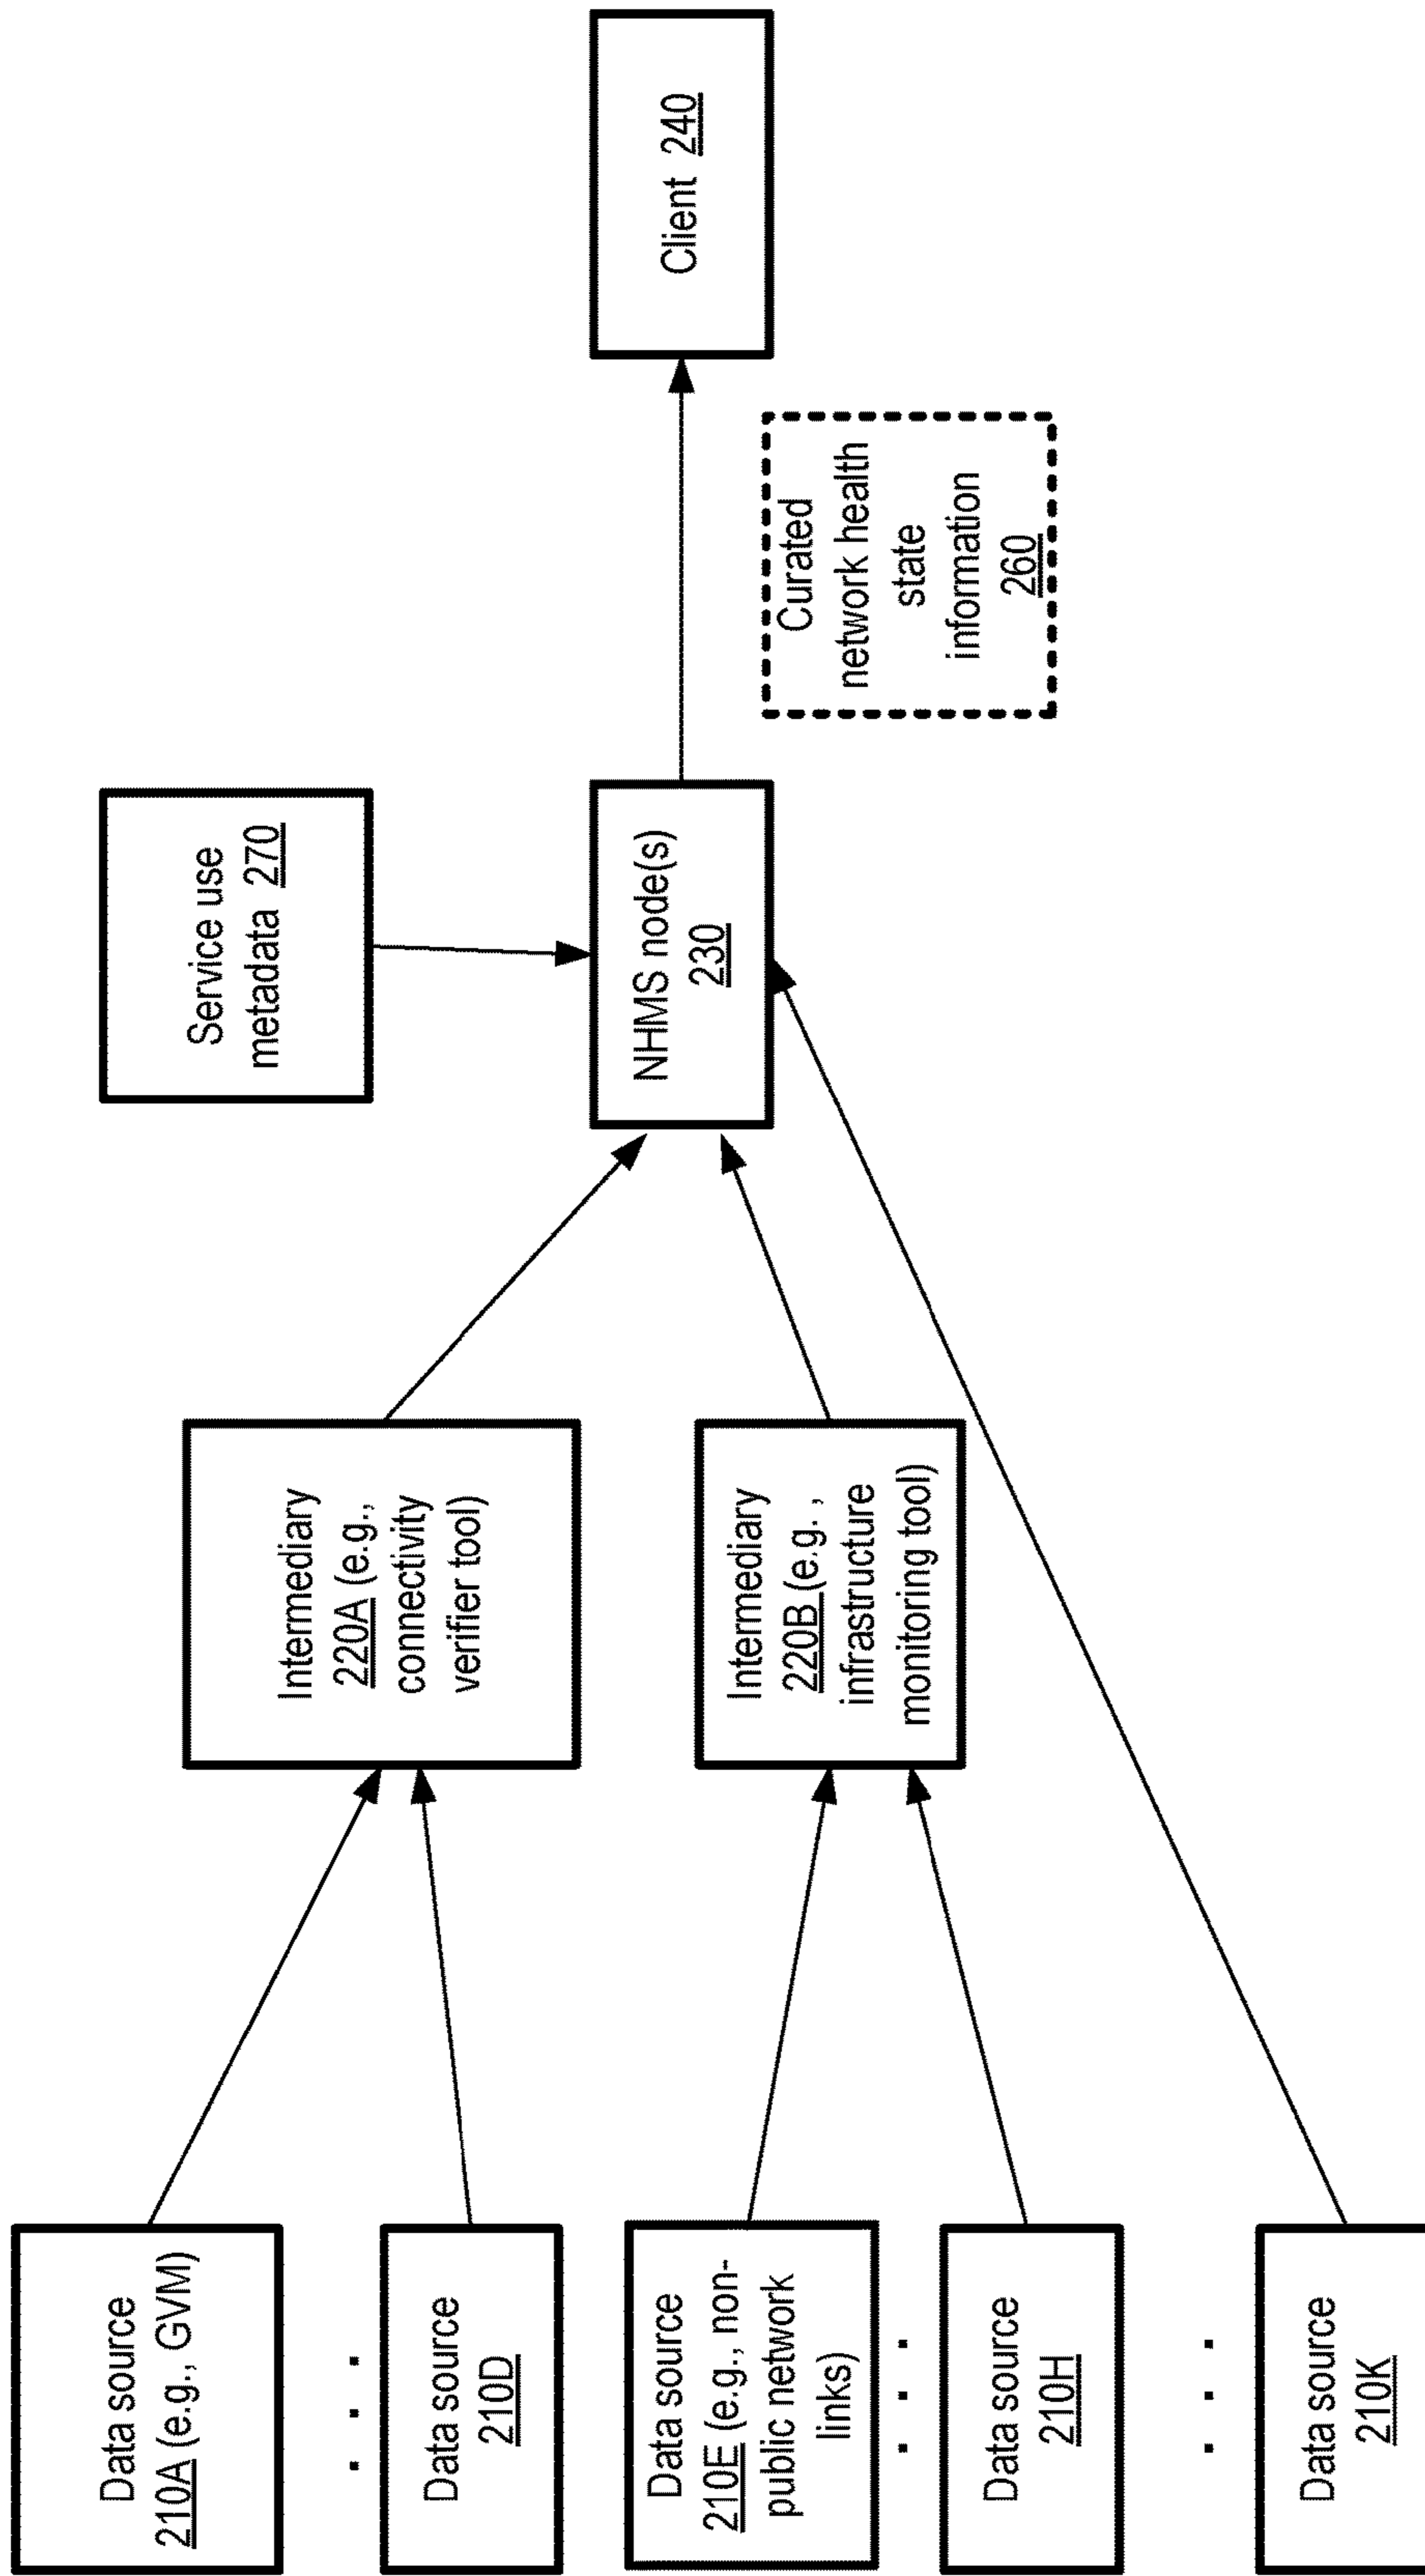 Data source
210A (e.g., GVM)
Data source
210D
Data source
210E (e.g., non-
public network
links)
Data source
210H
Data source
210K
Intermediary
220A (e.g.,
connectivity
verifier tool)
Intermediary
220B (e.g. ,
infrastructure
monitoring tool)
Service use
metadata 270
NHMS node(s)
230
Curated
network health
state
information
260
Client 240